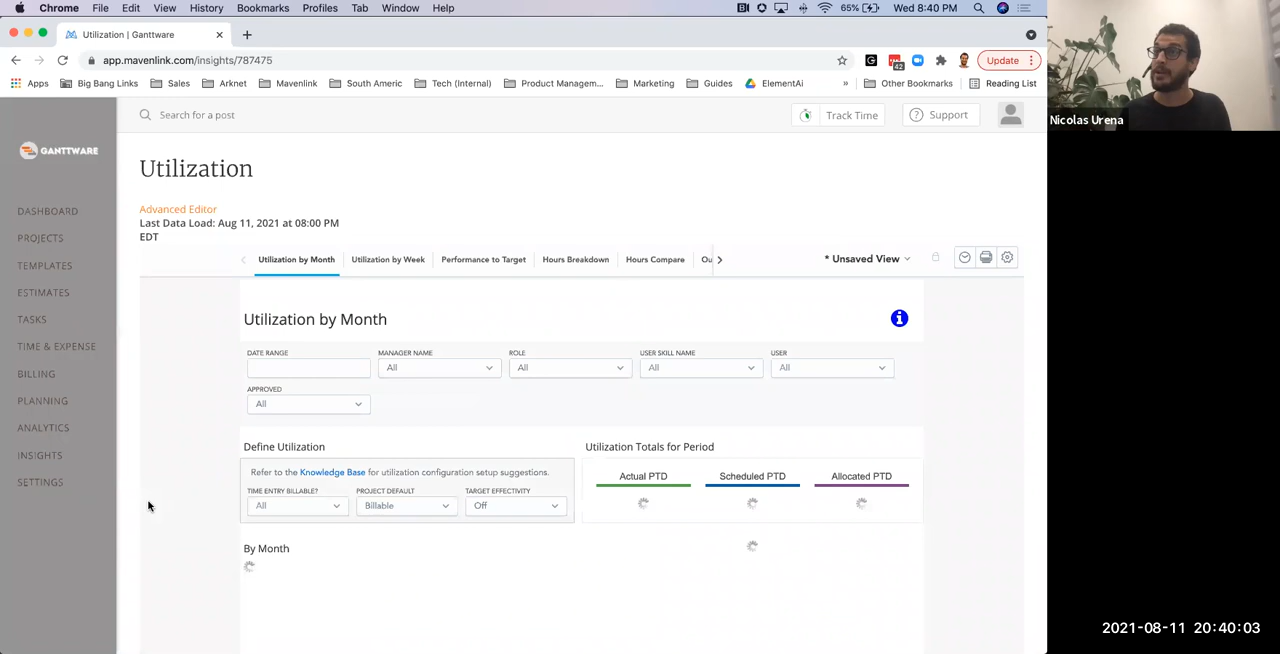 Chrome File Edit View History Bookmarks Profiles Tab Window Help 65% Wed 8:40 PM
Utilization | Ganttware
app.mavenlink.com/insights/787475 42 Update
Apps Big Bang Links Sales Arknet Mavenlink South Americ Tech (Internal) Product Managem... Marketing Guides ElementAi » Other Bookmarks Reading List
Nicolas Urena
Search for a post Track Time Support
GANTTWARE
Utilization
DASHBOARD
PROJECTS
TEMPLATES
ESTIMATES
TASKS
TIME & EXPENSE
BILLING
PLANNING
ANALYTICS
INSIGHTS
SETTINGS
Advanced Editor
Last Data Load: Aug 11, 2021 at 08:00 PM
EDT
Utilization by Month Utilization by Week Performance to Target Hours Breakdown Hours Compare Ou * Unsaved View
Utilization by Month
DATE RANGE MANAGER NAME ROLE USER SKILL NAME USER
All All All All
APPROVED
All
Define Utilization
Refer to the Knowledge Base for utilization configuration setup suggestions.
TIME ENTRY BILLABLE? PROJECT DEFAULT TARGET EFFECTIVITY
All Billable Off
Utilization Totals for Period
Actual PTD Scheduled PTD Allocated PTD
By Month
2021-08-11 20:40:03